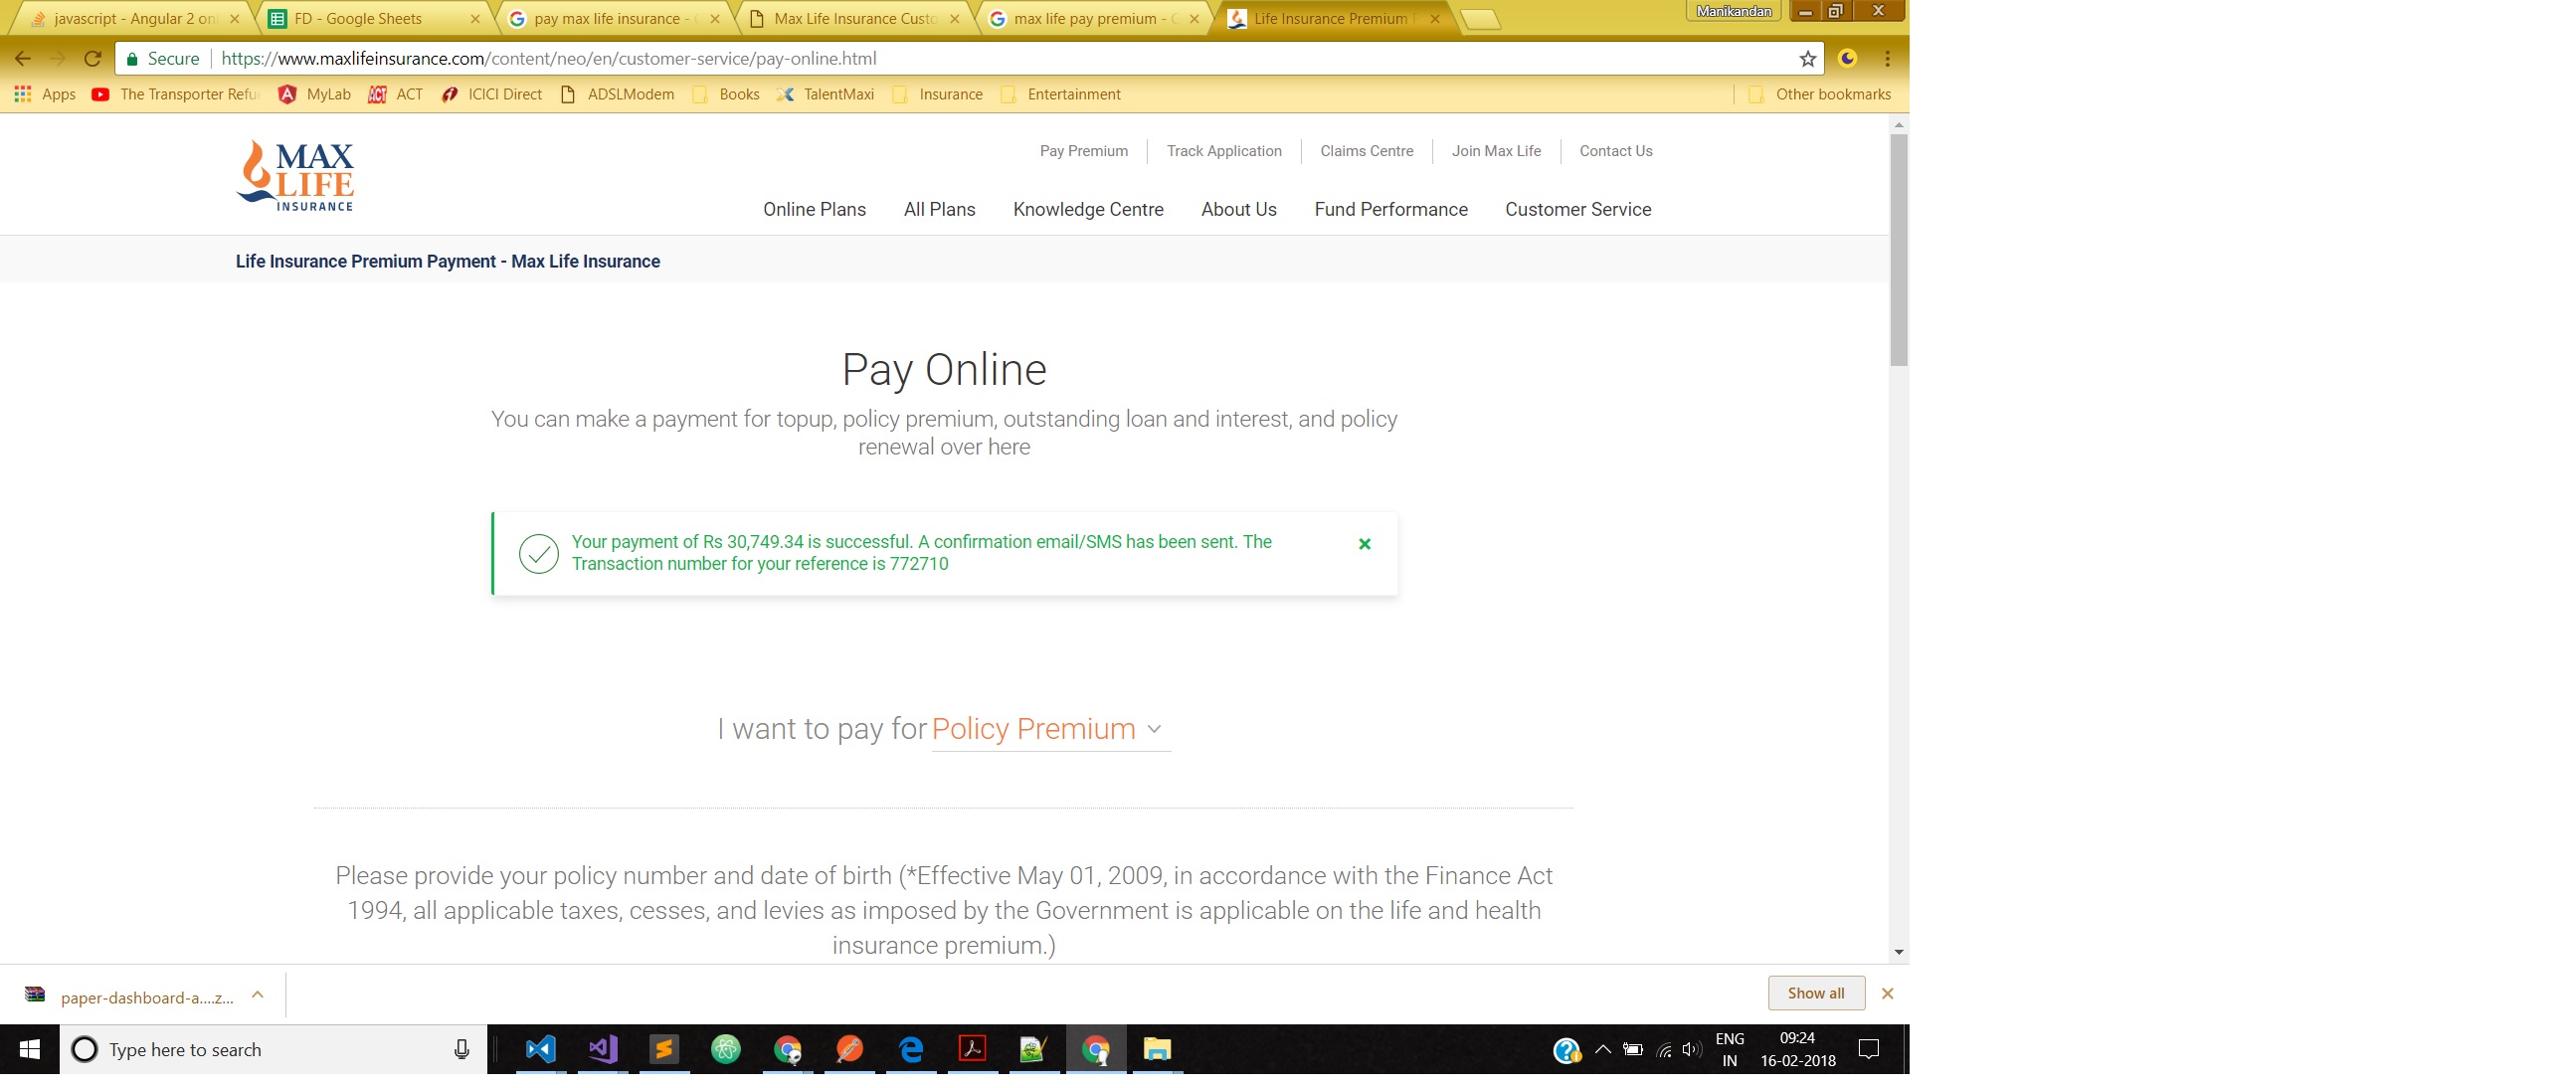 javascript - Angular 2 onl
FD - Google Sheets
pay max life insurance -
Max Life Insurance Custo
max life pay premium -
Life Insurance Premium
Manikandan
Secure
https://www.maxlifeinsurance.com/content/neo/en/customer-service/pay-online.html
Apps
The Transporter Refu
MyLab
ACT
ACT
ICICI Direct
ADSLModem
Books
TalentMaxi
Insurance
Entertainment
Other bookmarks
MAX
LIFE
INSURANCE
Pay Premium
Track Application
Claims Centre
Join Max Life
Contact Us
Online Plans
All Plans
Knowledge Centre
About Us
Fund Performance
Customer Service
Life Insurance Premium Payment - Max Life Insurance
Pay Online
You can make a payment for topup, policy premium, outstanding loan and interest, and policy
renewal over here
Your payment of Rs 30,749.34 is successful. A confirmation email/SMS has been sent. The
Transaction number for your reference is 772710
I want to pay for Policy Premium
Please provide your policy number and date of birth (*Effective May 01, 2009, in accordance with the Finance Act
1994, all applicable taxes, cesses, and levies as imposed by the Government is applicable on the life and health
insurance premium.)
paper-dashboard-a....z...
Show all
Type here to search
ENG
IN
09:24
16-02-2018